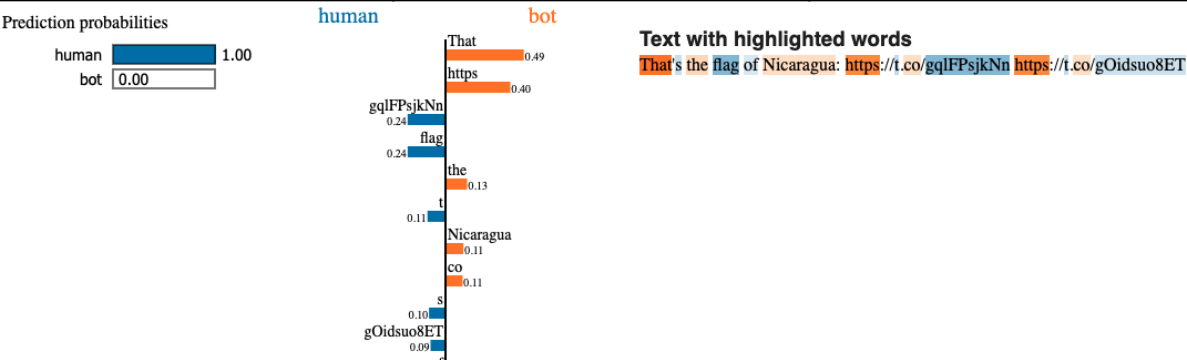 Prediction probabilities
human 1.00
bot 0.00
human bot
That
0.49
https
0.40
gqlFPsjkNn
0.24
flag
0.24
the
0.13
t
0.11
Nicaragua
0.11
co
0.11
s
0.10
gOidsuo8ET
0.09
Text with highlighted words
That's the flag of Nicaragua: https://t.co/gqlFPsjkNn https://t.co/gOidsuo8ET